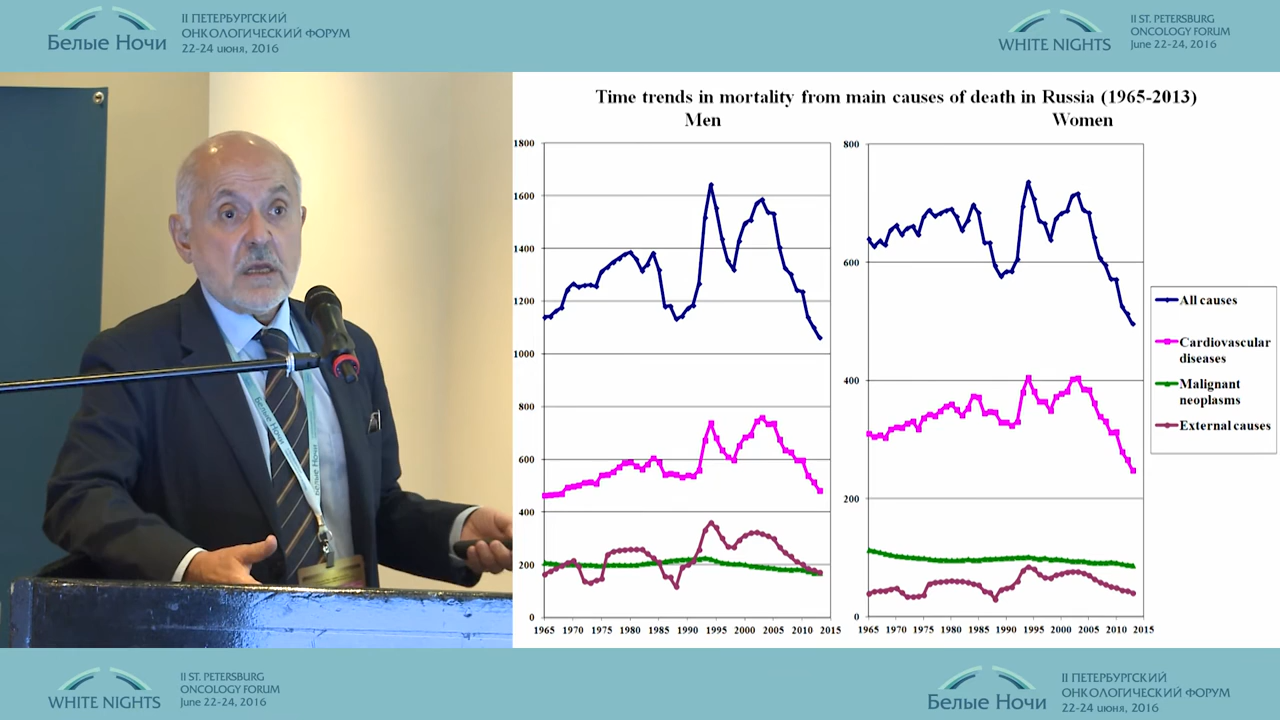 II ПЕТЕРБУРГСКИЙ
ОНКОЛОГИЧЕСКИЙ ФОРУМ
Белые Ночи
22-24 июня, 2016
II ST. PETERSBURG
ONCOLOGY FORUM
WHITE NIGHTS
June 22-24, 2016
Time trends in mortality from main causes of death in Russia (1965-2013)
Men
Women
1800
1600
1400
1200
1000
800
600
400
200
0
1965 1970 1975 1980 1985 1990 1995 2000 2005 2010 2015
800
600
400
200
0
1965 1970 1975 1980 1985 1990 1995 2000 2005 2010 2015
All causes
Cardiovascular
diseases
Malignant
neoplasms
External causes
Белые Ночи
Белые Ночи
II ST. PETERSBURG
ONCOLOGY FORUM
WHITE NIGHTS
June 22-24, 2016
II ПЕТЕРБУРГСКИЙ
ОНКОЛОГИЧЕСКИЙ ФОРУМ
Белые Ночи
22-24 июня, 2016